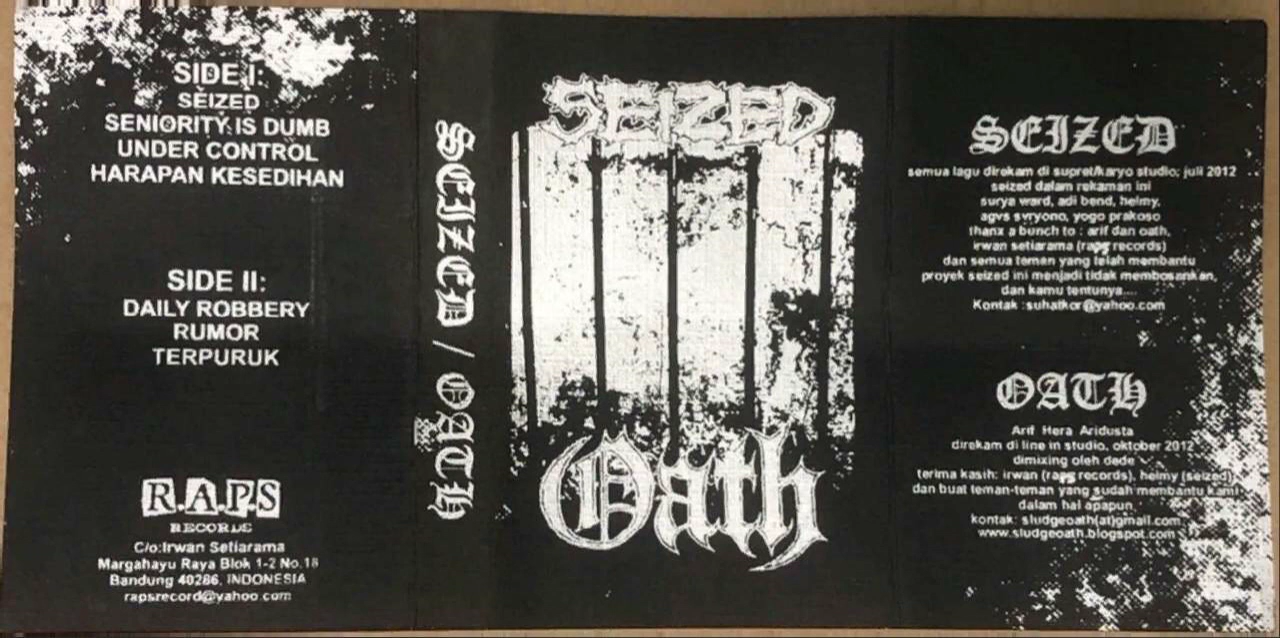 SIDE I:
SEIZED
SENIORITY IS DUMB
UNDER CONTROL
HARAPAN KESEDIHAN
SIDE II:
DAILY ROBBERY
RUMOR
TERPURUK
R.A.P.S
RECORDS
C/o:Irwan Setiarama
Margahayu Raya Blok 1-2 No.18
Bandung 40286, INDONESIA
rapsrecord@yahoo.com
SEIZED / OATH
SEIZED
Oath
SEIZED
semua lagu direkam di supret/karyo studio; juli 2012
seized dalam rekaman ini
surya ward, adi bend, helmy,
agvs svryono, yogo prakoso
thanx a bunch to : arif dan oath,
irwan setiarama (raps records)
dan semua teman yang telah membantu
proyek seized ini menjadi tidak membosankan,
dan kamu tentunya....
Kontak :suhatkor@yahoo.com
OATH
Arif Hera Aridusta
direkam di line in studio, oktober 2012
dimixing oleh dede
terima kasih: irwan (raps records), helmy (seized)
dan buat teman-teman yang sudah membantu kami
dalam hal apapun
kontak: sludgeoath(at)gmail.com
www.sludgeoath.blogspot.com